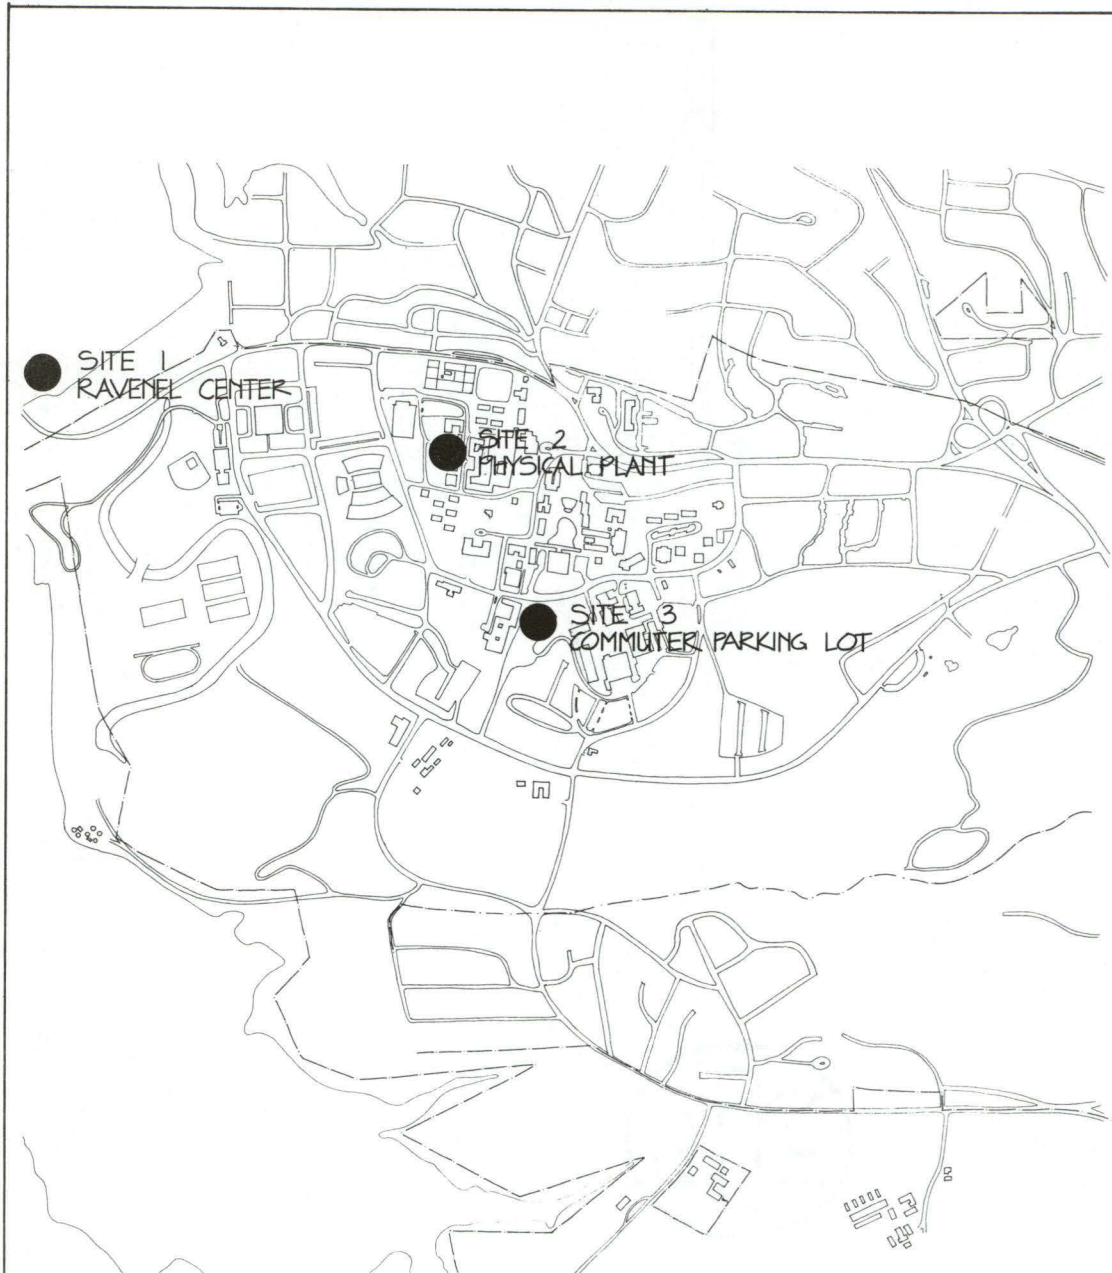 SITE 1
RAVENEL CENTER
SITE 2
PHYSICAL PLANT
SITE 3
COMMUTER PARKING LOT